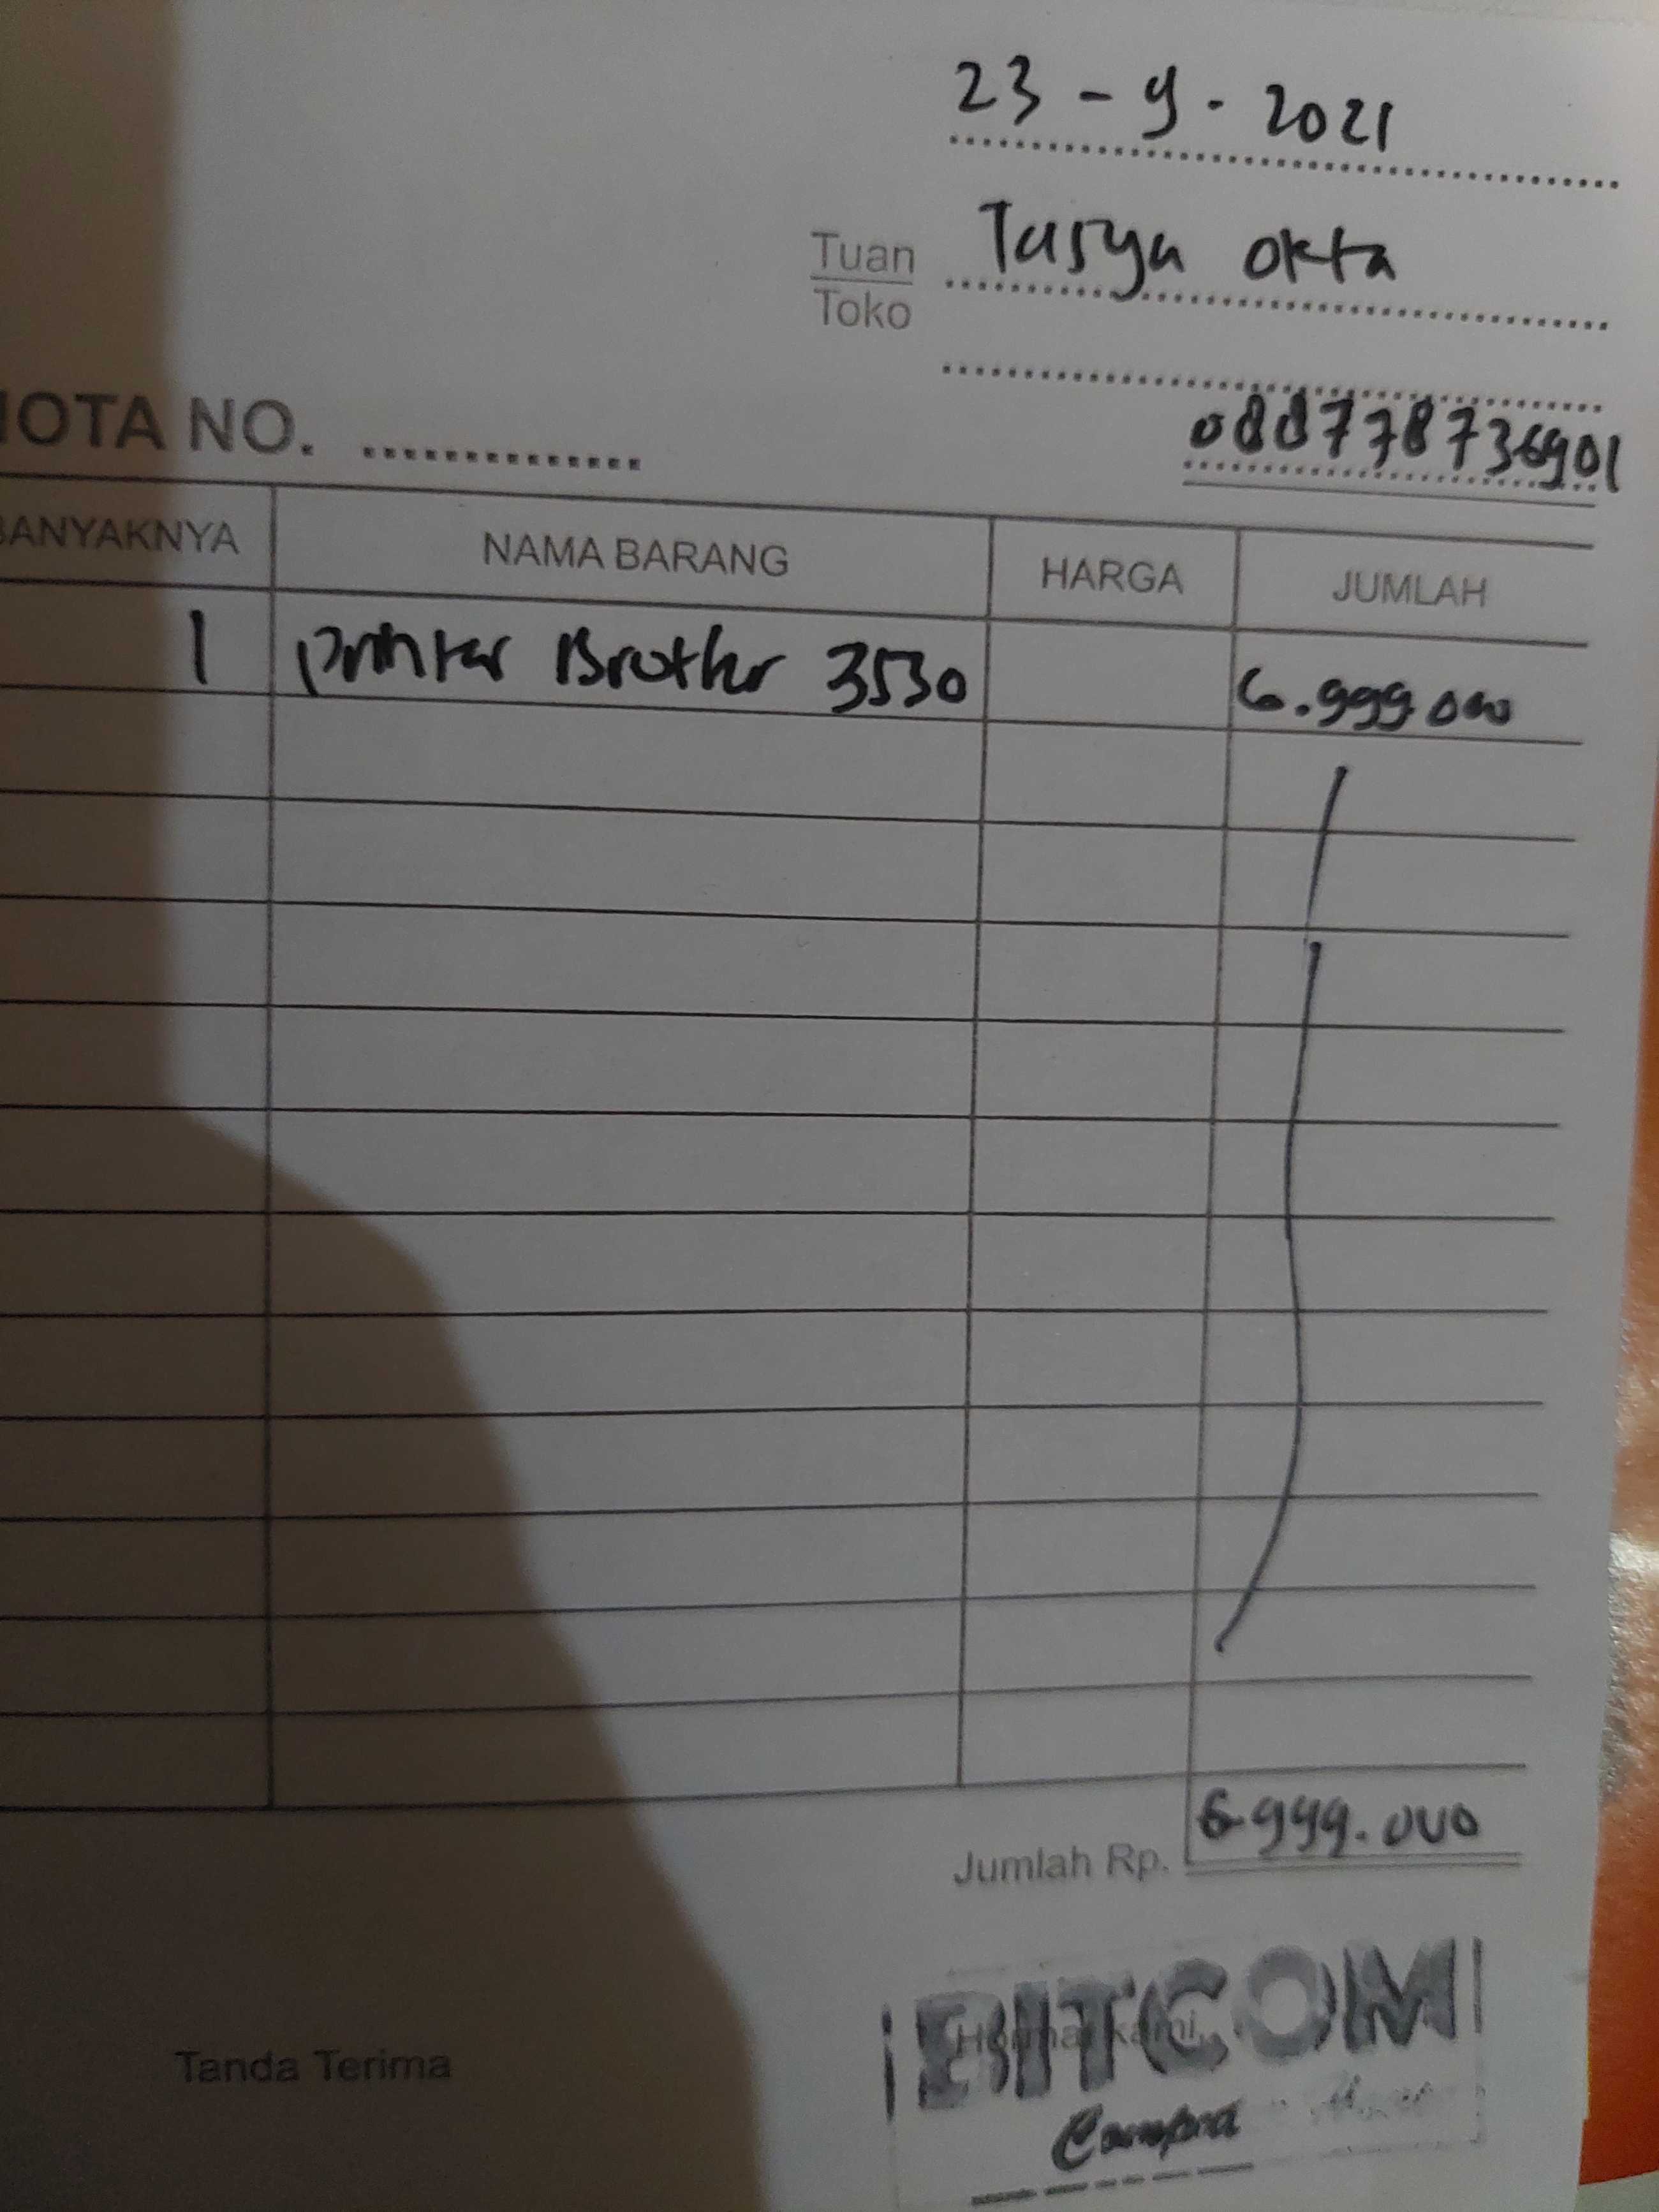 23 - 9 - 2021
Tuan Tasya okta
Toko
OTA NO. ..............
088778736901
BANYAKNYA NAMA BARANG HARGA JUMLAH
1 printer Brother 3530 6.999.000
Jumlah Rp. 6.999.000
BITCOM
Tanda Terima Hormat kami,